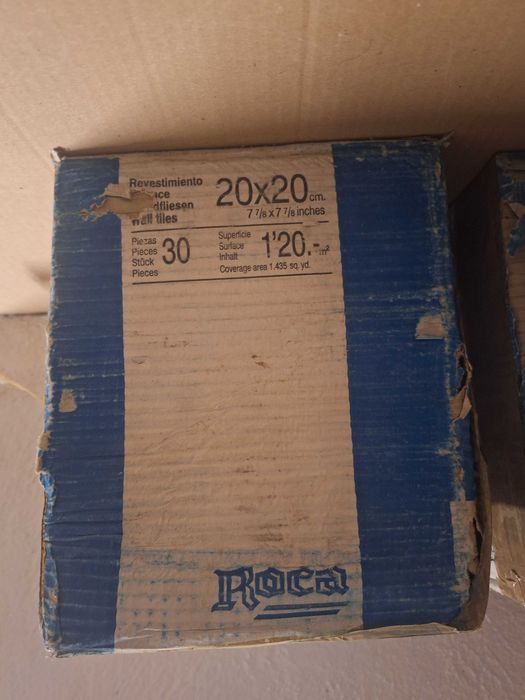 Revestimiento
20x20 cm.
7 7/8 x 7 7/8 inches
Wall tiles
Piezas
Pieces
Stück
Pieces
30
Superficie
Surface
Inhalt
1'20.- m²
Coverage area 1.435 sq. yd.
Roca